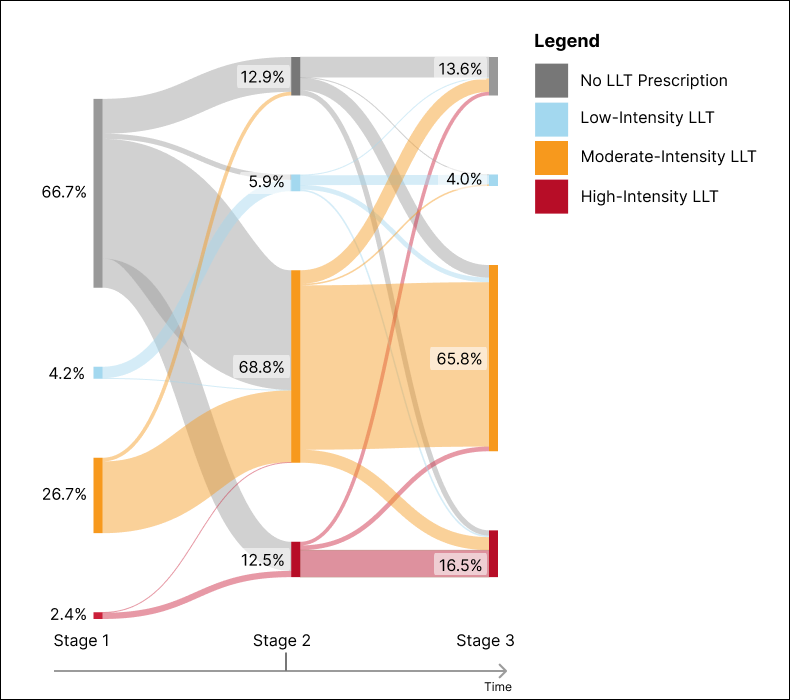 Legend
No LLT Prescription
Low-Intensity LLT
Moderate-Intensity LLT
High-Intensity LLT
12.9%
13.6%
66.7%
5.9%
4.0%
4.2%
68.8%
65.8%
26.7%
12.5%
16.5%
2.4%
Stage 1
Stage 2
Stage 3
Time